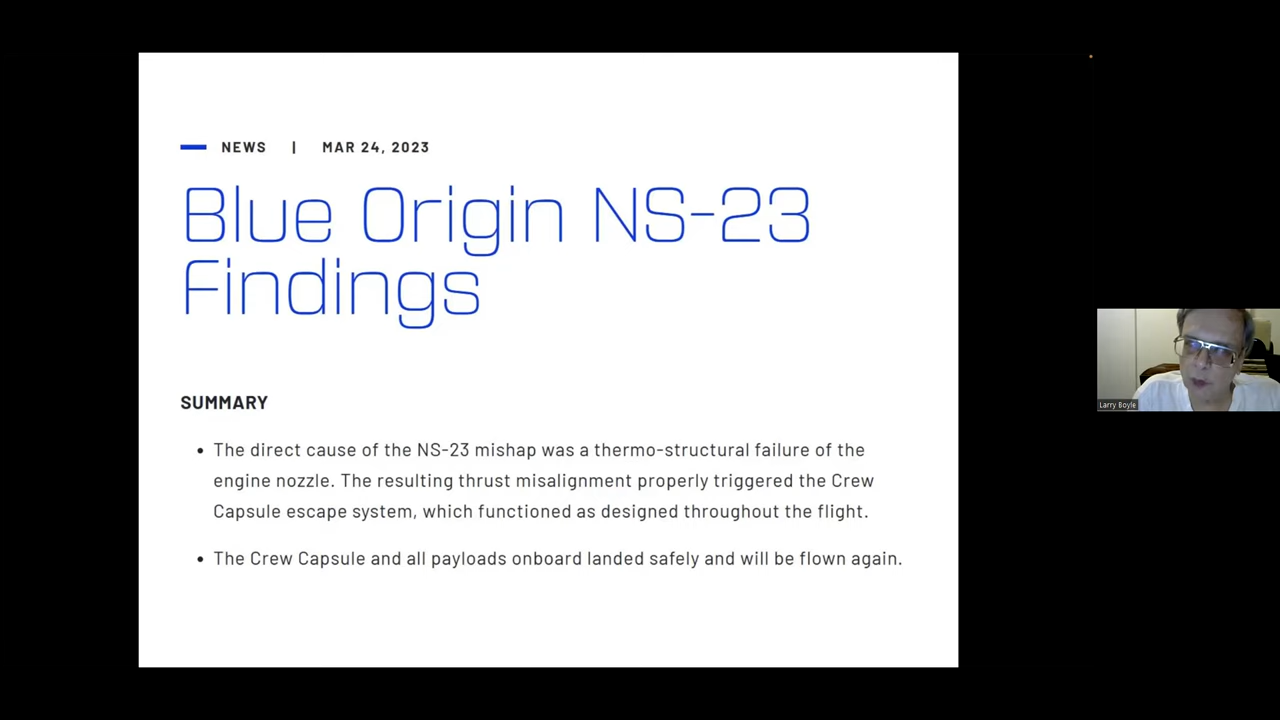 NEWS | MAR 24, 2023
Blue Origin NS-23
Findings
SUMMARY
• The direct cause of the NS-23 mishap was a thermo-structural failure of the
engine nozzle. The resulting thrust misalignment properly triggered the Crew
Capsule escape system, which functioned as designed throughout the flight.
• The Crew Capsule and all payloads onboard landed safely and will be flown again.
Larry Boyle